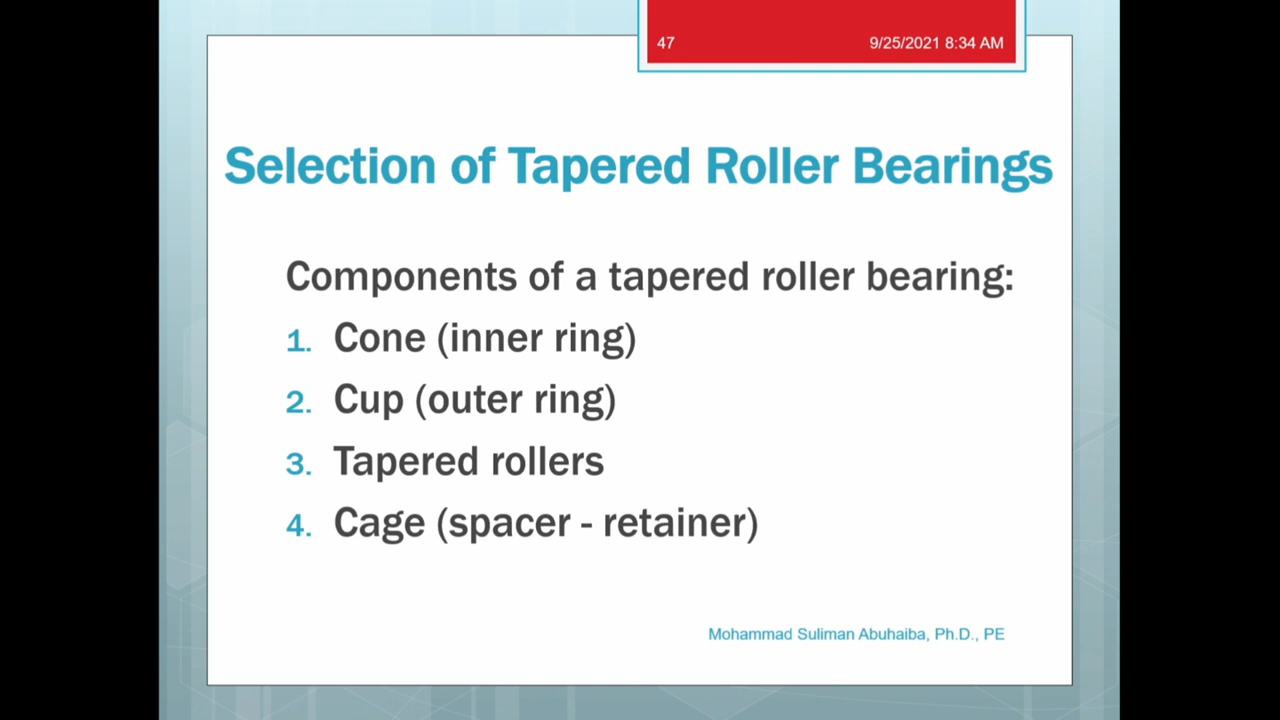 47 9/25/2021 8:34 AM
Selection of Tapered Roller Bearings
Components of a tapered roller bearing:
1. Cone (inner ring)
2. Cup (outer ring)
3. Tapered rollers
4. Cage (spacer - retainer)
Mohammad Suliman Abuhaiba, Ph.D., PE